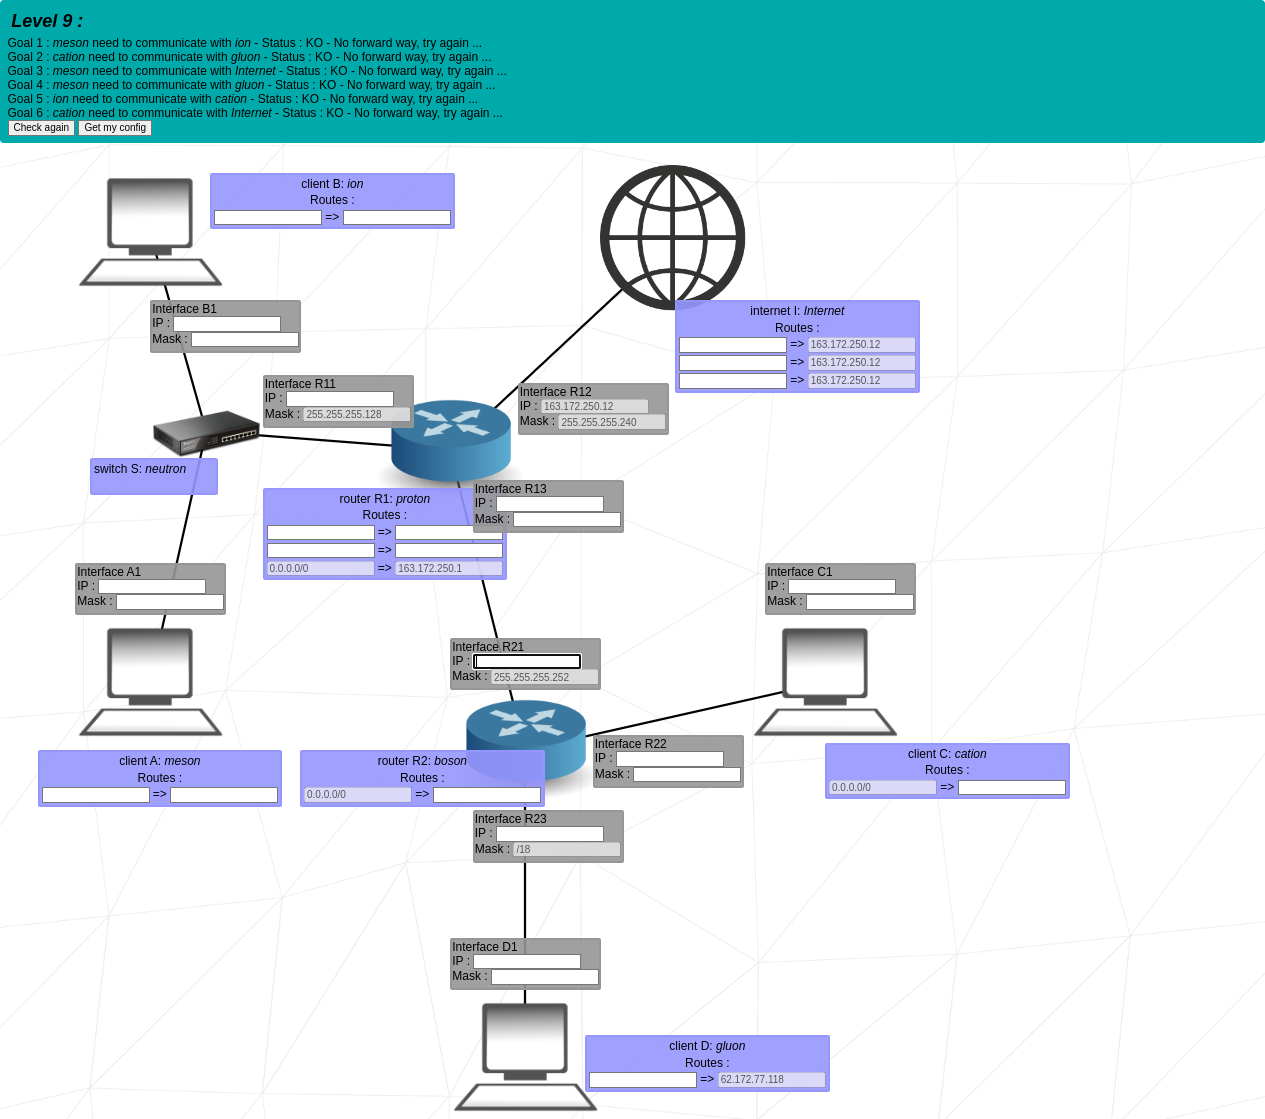 Level 9 :
Goal 1 : meson need to communicate with ion - Status : KO - No forward way, try again ...
Goal 2 : cation need to communicate with gluon - Status : KO - No forward way, try again ...
Goal 3 : meson need to communicate with Internet - Status : KO - No forward way, try again ...
Goal 4 : meson need to communicate with gluon - Status : KO - No forward way, try again ...
Goal 5 : ion need to communicate with cation - Status : KO - No forward way, try again ...
Goal 6 : cation need to communicate with Internet - Status : KO - No forward way, try again ...
Check again Get my config
client B: ion
Routes :
=>
Interface B1
IP :
Mask :
internet I: Internet
Routes :
=> 163.172.250.12
=> 163.172.250.12
=> 163.172.250.12
Interface R11
IP :
Mask : 255.255.255.128
Interface R12
IP : 163.172.250.12
Mask : 255.255.255.240
switch S: neutron
router R1: proton
Routes :
=>
=>
0.0.0.0/0 => 163.172.250.1
Interface R13
IP :
Mask :
Interface A1
IP :
Mask :
Interface C1
IP :
Mask :
Interface R21
IP :
Mask : 255.255.255.252
client A: meson
Routes :
=>
router R2: boson
Routes :
0.0.0.0/0 =>
Interface R22
IP :
Mask :
client C: cation
Routes :
0.0.0.0/0 =>
Interface R23
IP :
Mask : /18
Interface D1
IP :
Mask :
client D: gluon
Routes :
=> 62.172.77.118